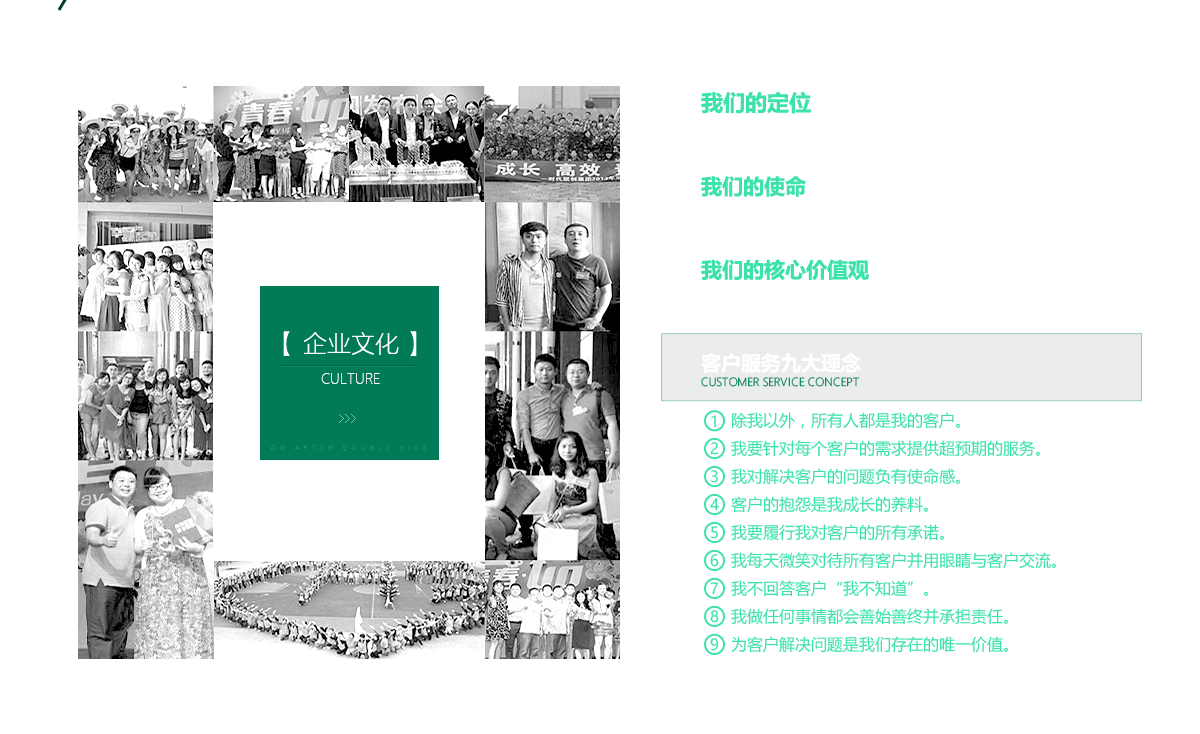 青春·up
成长 高效
【 企业文化 】
CULTURE
>>>
GO AFTER DOUBLE SIDE
青春·up
我们的定位
我们的使命
我们的核心价值观
客户服务九大理念
CUSTOMER SERVICE CONCEPT
① 除我以外，所有人都是我的客户。
② 我要针对每个客户的需求提供超预期的服务。
③ 我对解决客户的问题负有使命感。
④ 客户的抱怨是我成长的养料。
⑤ 我要履行我对客户的所有承诺。
⑥ 我每天微笑对待所有客户并用眼睛与客户交流。
⑦ 我不回答客户“我不知道”。
⑧ 我做任何事情都会善始善终并承担责任。
⑨ 为客户解决问题是我们存在的唯一价值。